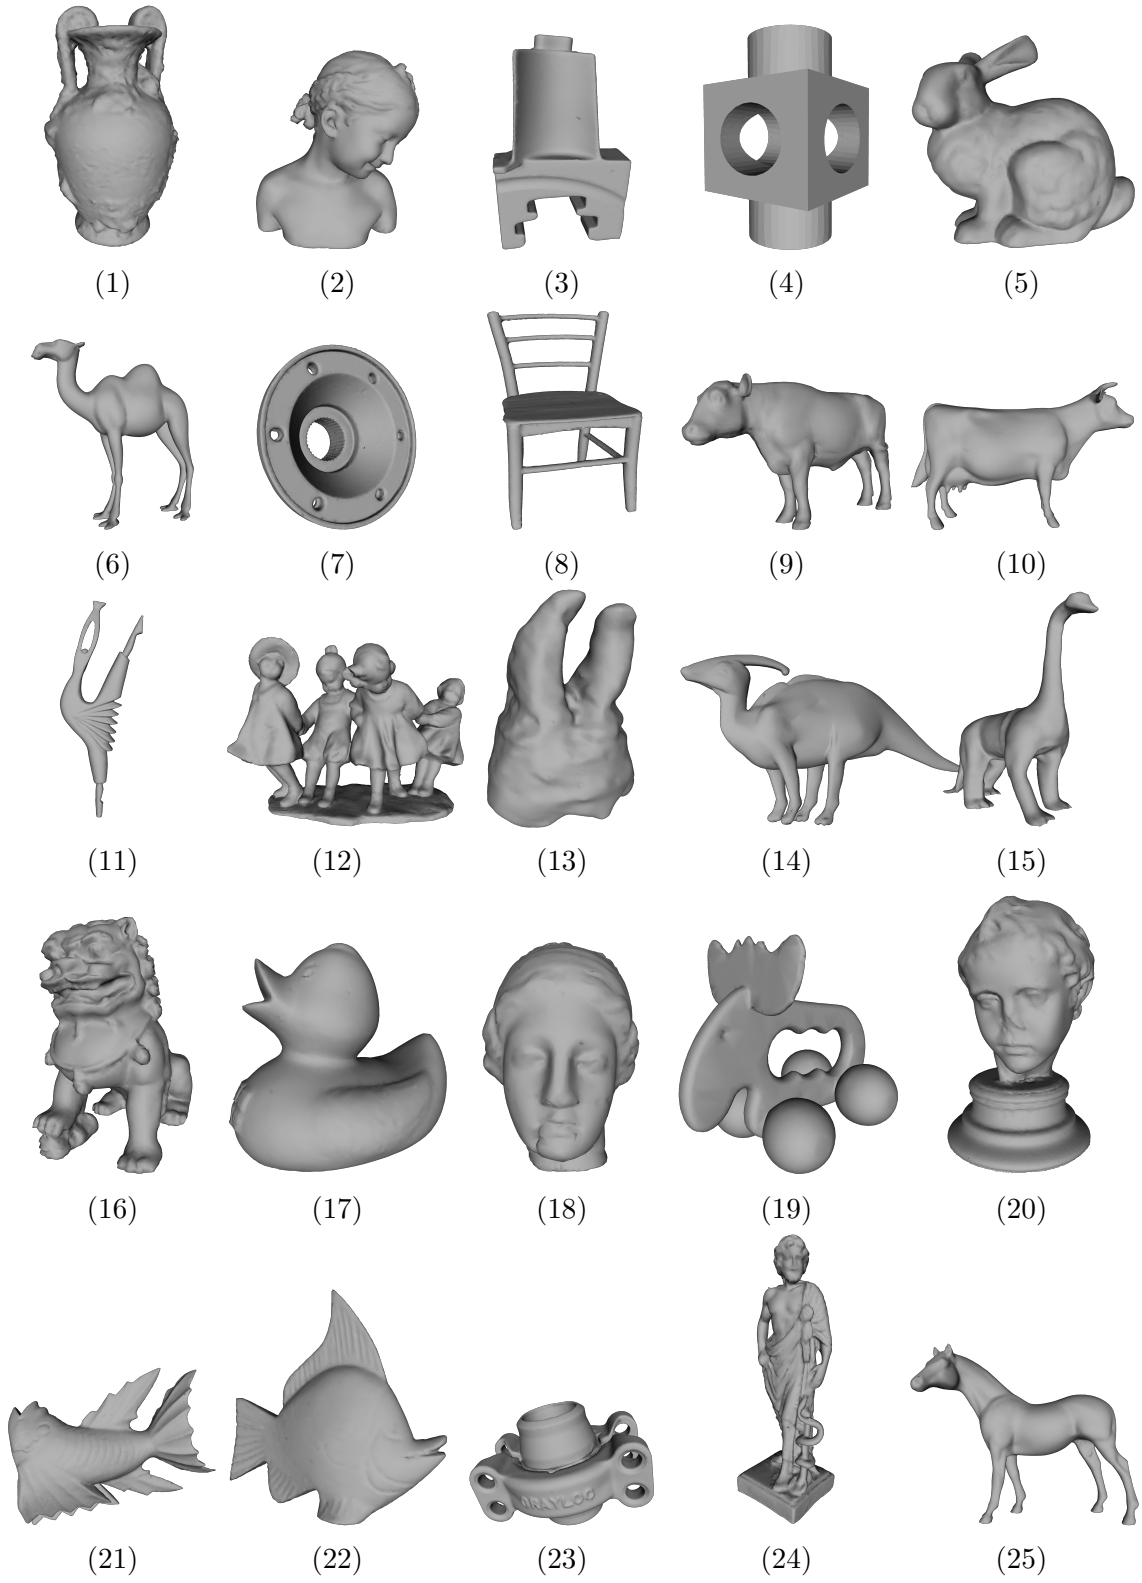 (1) (2) (3) (4) (5)
(6) (7) (8) (9) (10)
(11) (12) (13) (14) (15)
(16) (17) (18) (19) (20)
GRAYLOC
(21) (22) (23) (24) (25)